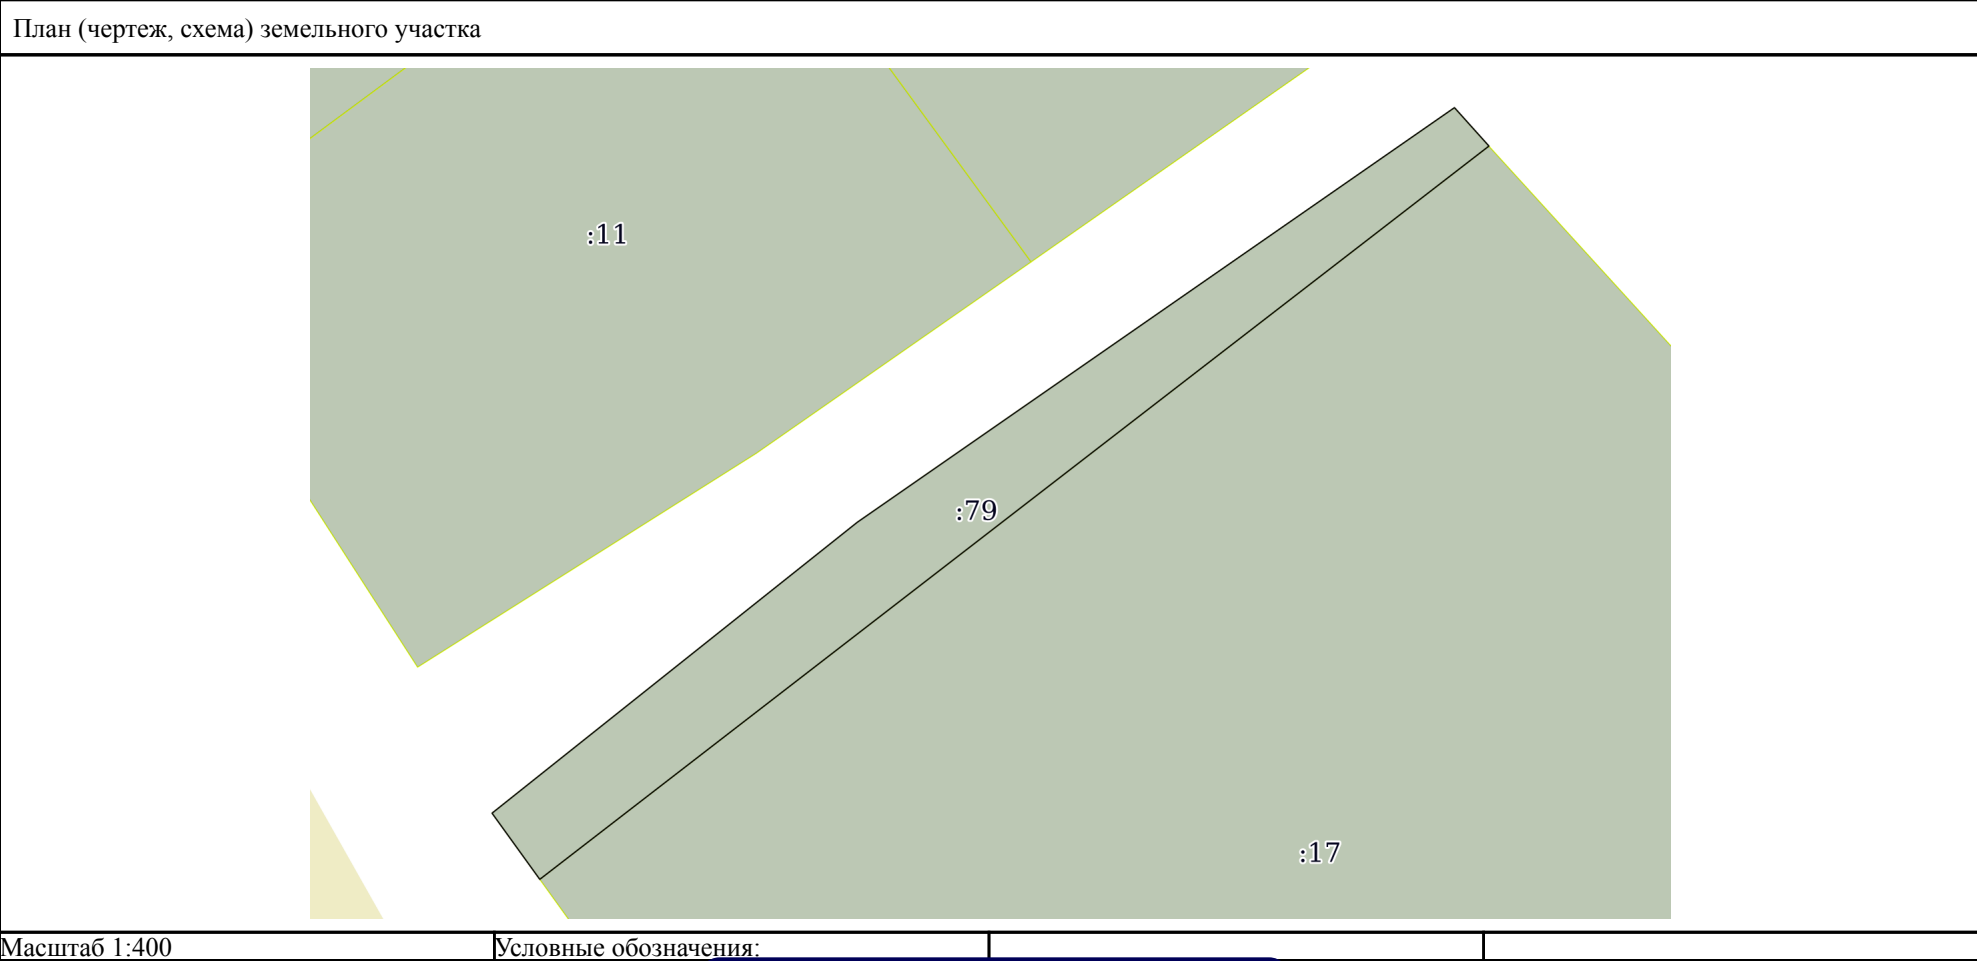 План (чертеж, схема) земельного участка
:11
:79
:17
Масштаб 1:400
Условные обозначения: